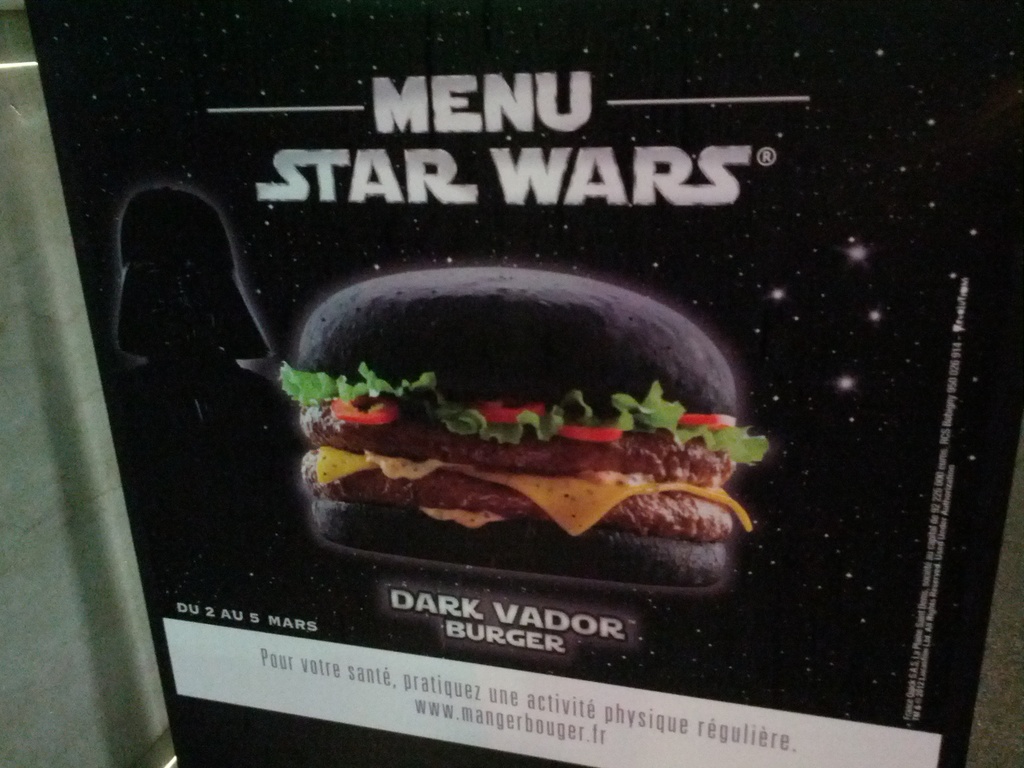 MENU
STAR WARS®
DARK VADOR™
BURGER
DU 2 AU 5 MARS
Pour votre santé, pratiquez une activité physique régulière.
www.mangerbouger.fr